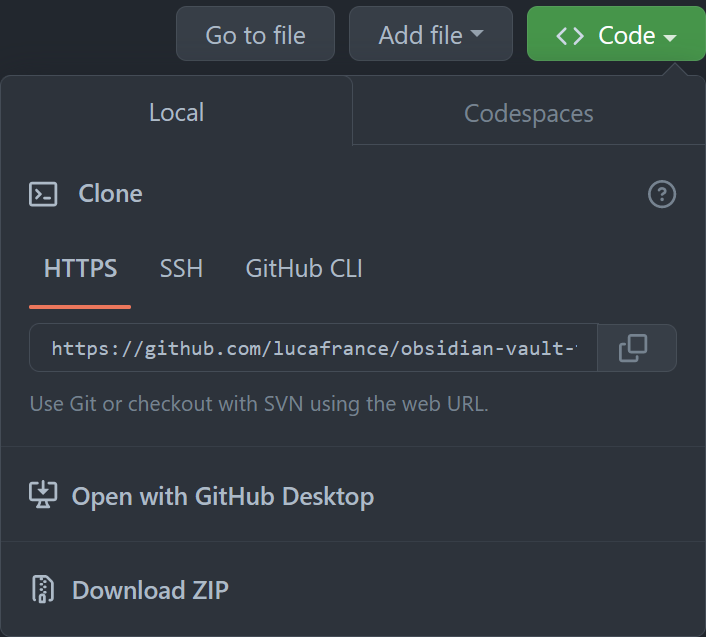 Go to file Add file <> Code
Local Codespaces
Clone
HTTPS SSH GitHub CLI
https://github.com/lucafrance/obsidian-vault-
Use Git or checkout with SVN using the web URL.
Open with GitHub Desktop
Download ZIP